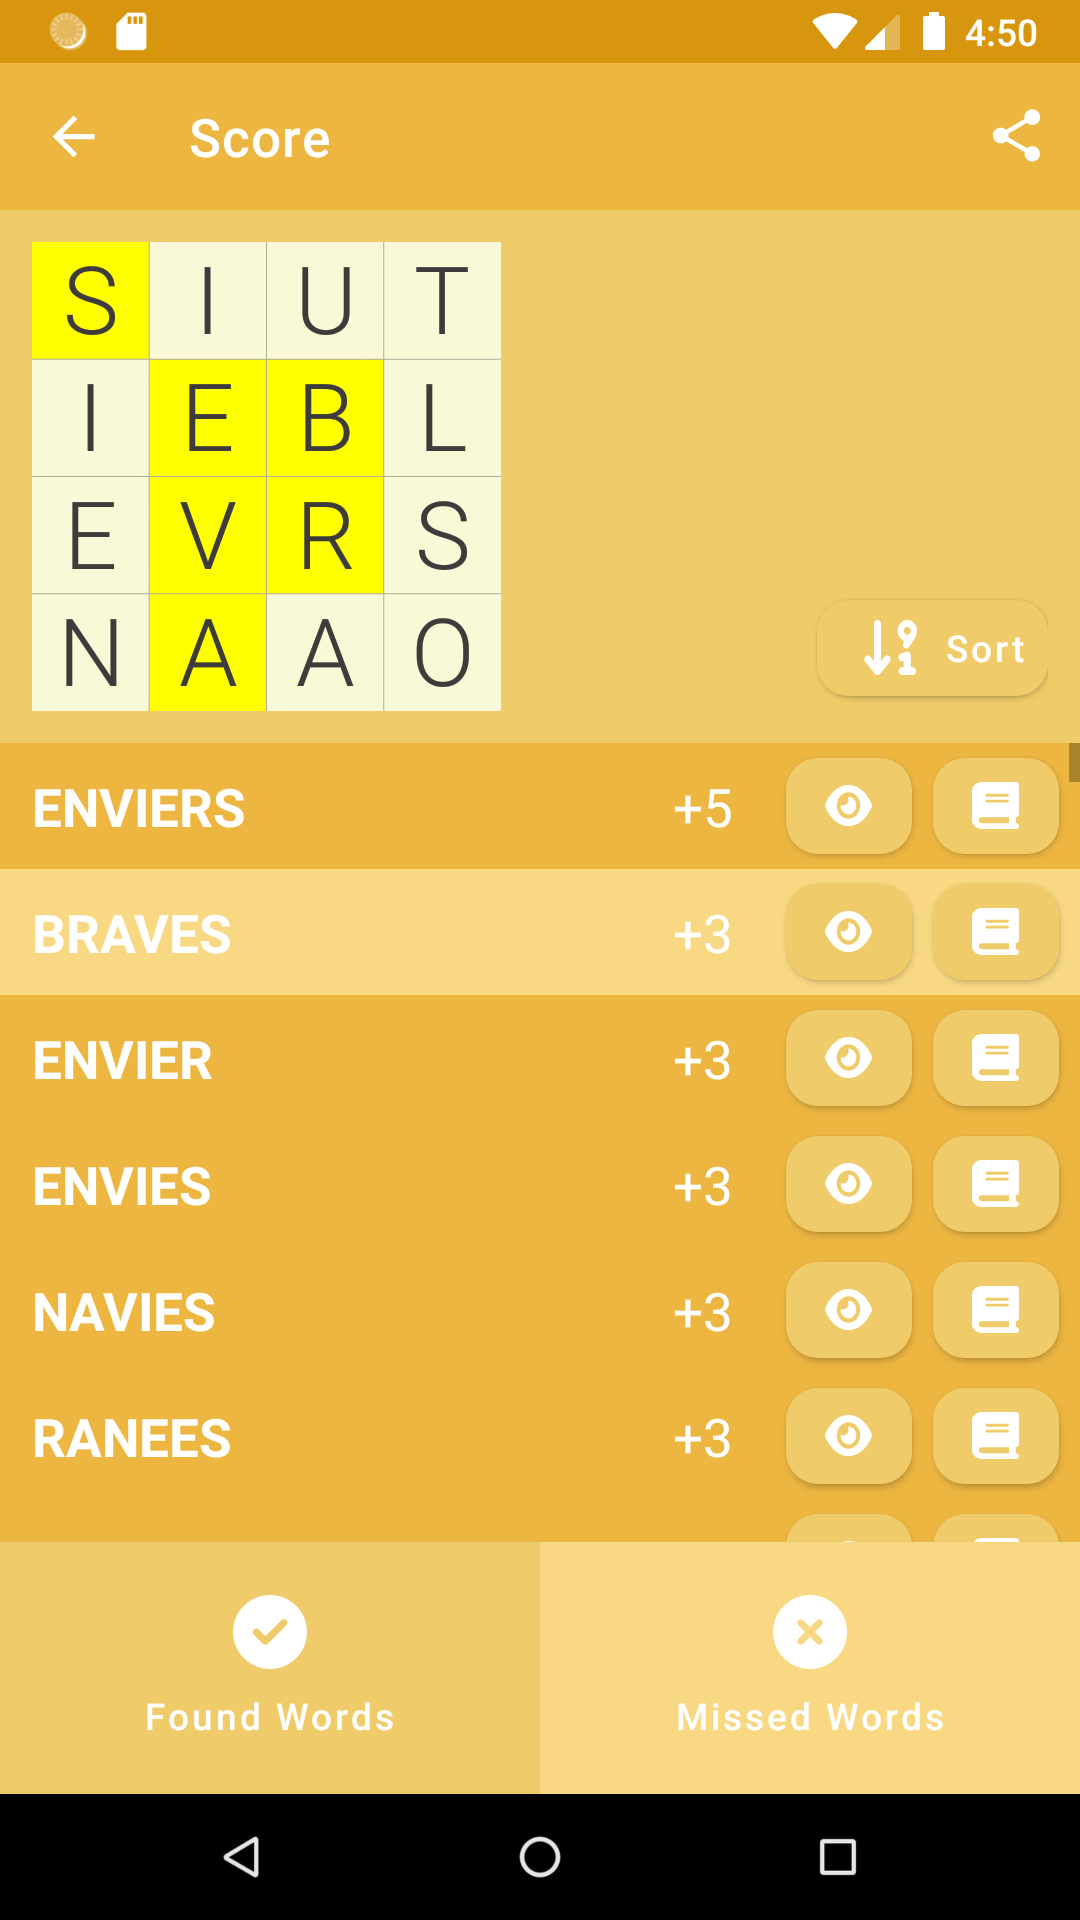 4:50
Score
S I U T
I E B L
E V R S
N A A O
Sort
ENVIERS +5
BRAVES +3
ENVIER +3
ENVIES +3
NAVIES +3
RANEES +3
Found Words
Missed Words